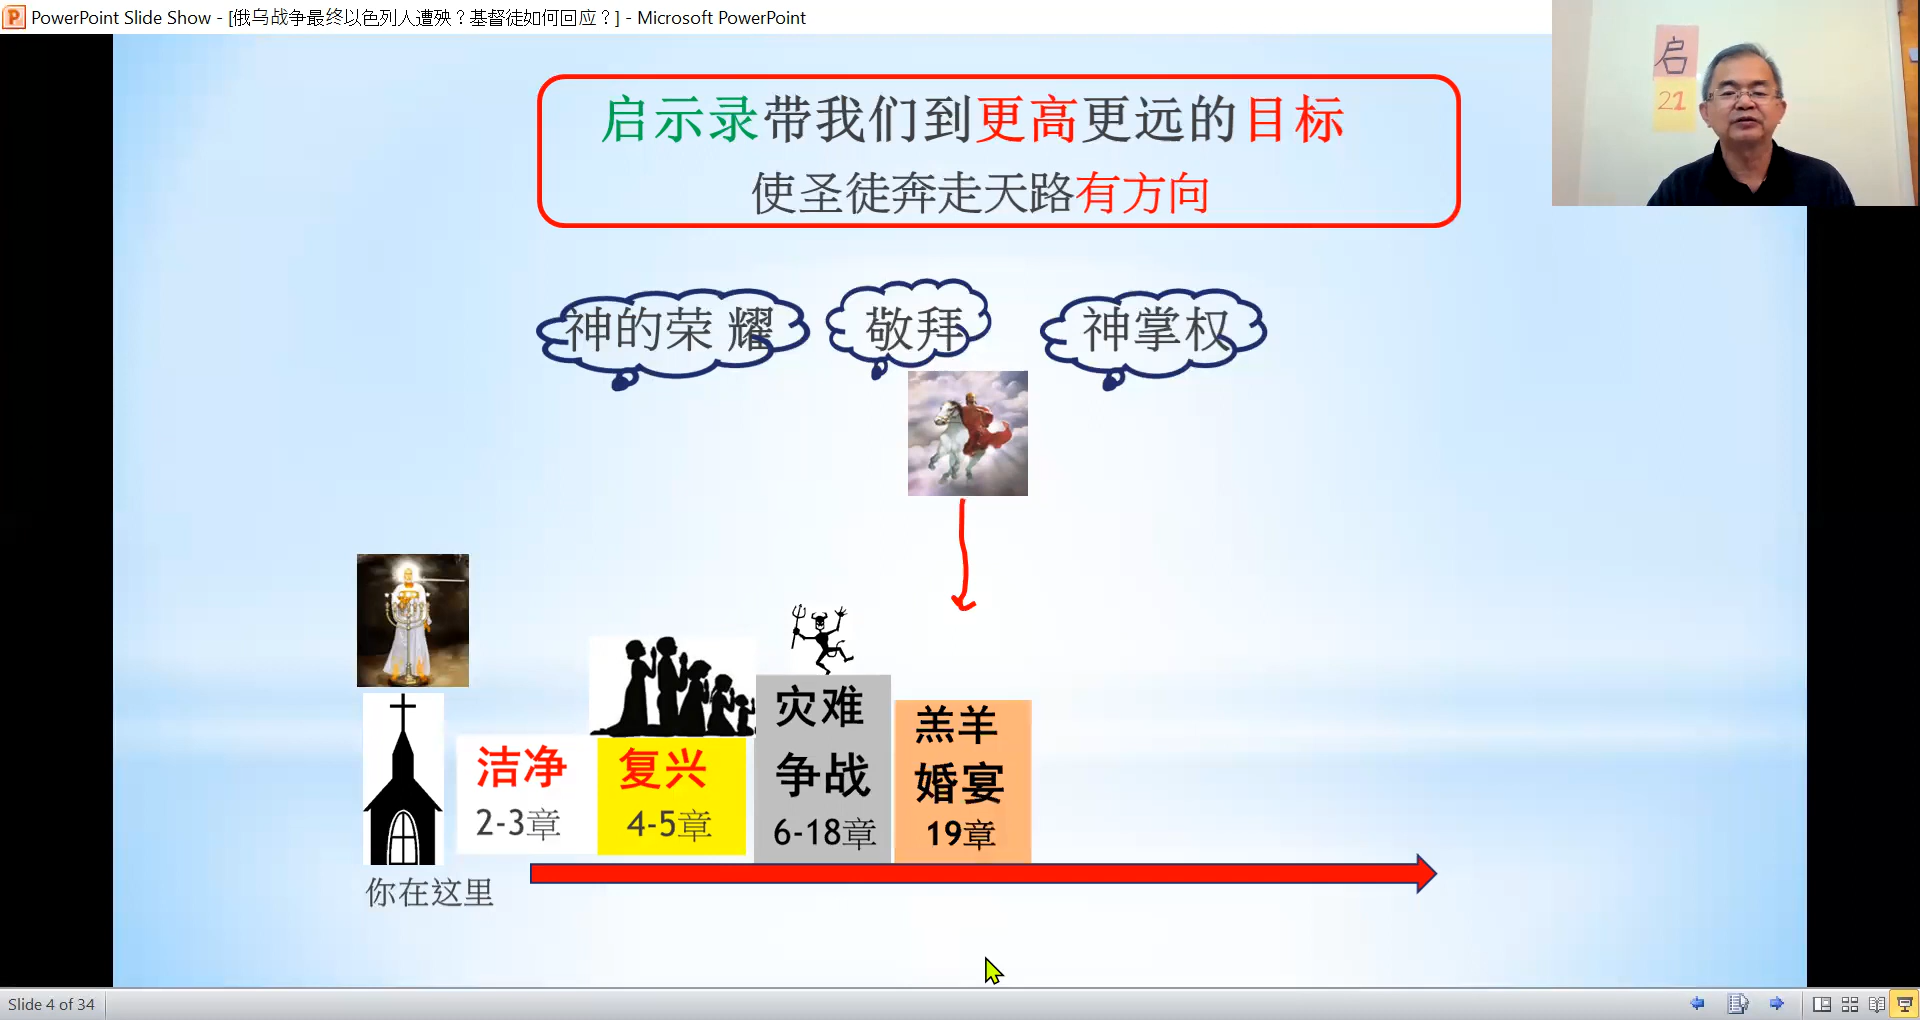 PowerPoint Slide Show - [俄乌战争最终以色列人遭殃？基督徒如何回应？] - Microsoft PowerPoint
启
21
启示录带我们到更高更远的目标
使圣徒奔走天路有方向
神的荣 耀
敬拜
神掌权
洁净
2-3章
复兴
4-5章
灾难
争战
6-18章
羔羊
婚宴
19章
你在这里
Slide 4 of 34